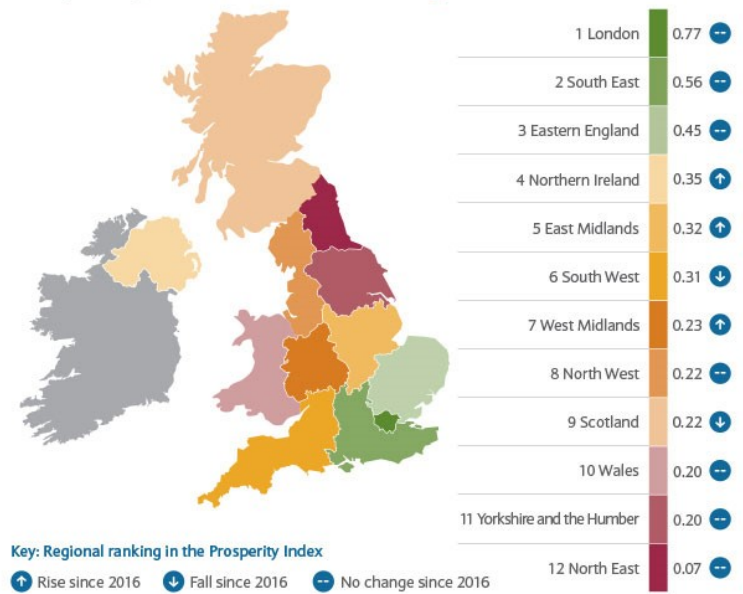 1 London 0.77
2 South East 0.56
3 Eastern England 0.45
4 Northern Ireland 0.35
5 East Midlands 0.32
6 South West 0.31
7 West Midlands 0.23
8 North West 0.22
9 Scotland 0.22
10 Wales 0.20
11 Yorkshire and the Humber 0.20
12 North East 0.07
Key: Regional ranking in the Prosperity Index
Rise since 2016 Fall since 2016 No change since 2016